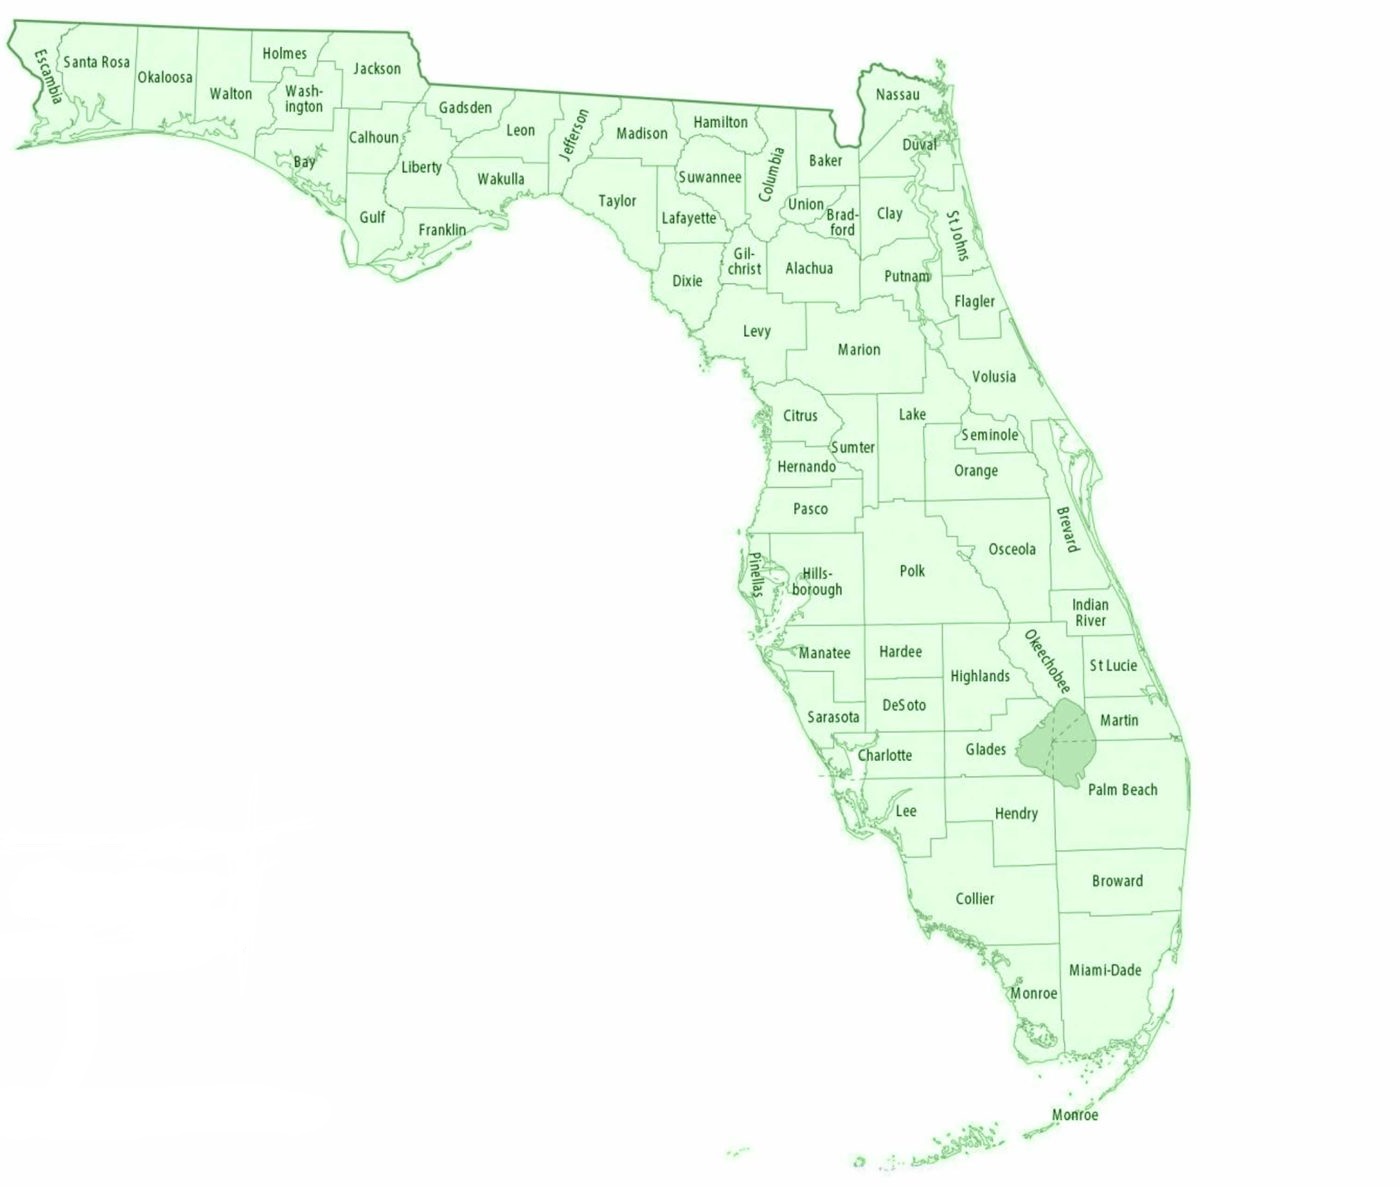 Escambia
Santa Rosa
Okaloosa
Walton
Holmes
Wash-
ington
Jackson
Bay
Calhoun
Gulf
Gadsden
Liberty
Franklin
Leon
Wakulla
Jefferson
Madison
Taylor
Hamilton
Suwannee
Lafayette
Dixie
Columbia
Gil-
christ
Baker
Union
Brad-
ford
Alachua
Levy
Nassau
Duval
Clay
St Johns
Putnam
Flagler
Marion
Volusia
Citrus
Sumter
Lake
Seminole
Hernando
Orange
Pasco
Brevard
Osceola
Polk
Pinellas
Hills-
borough
Indian
River
Manatee
Hardee
Highlands
Okeechobee
St Lucie
Sarasota
DeSoto
Martin
Charlotte
Glades
Palm Beach
Lee
Hendry
Collier
Broward
Miami-Dade
Monroe
Monroe